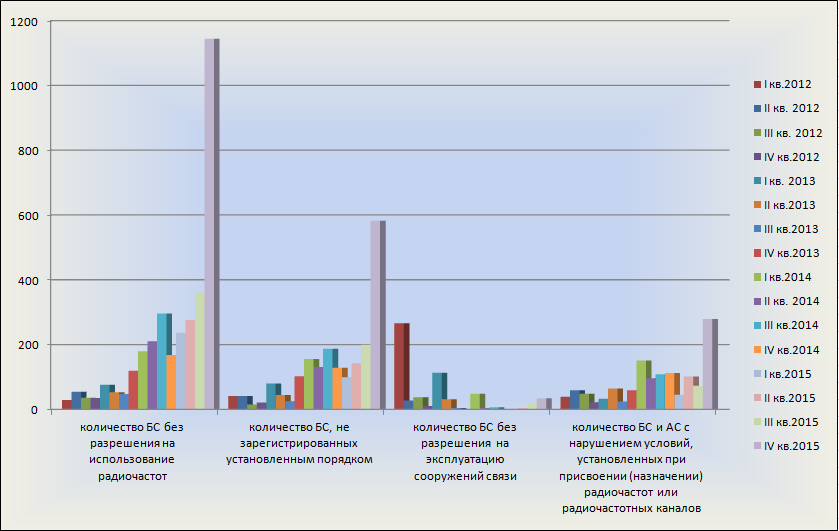 1200
1000
800
600
400
200
0
количество БС без
разрешения на
использование
радиочастот
количество БС, не
зарегистрированных
установленным порядком
количество БС без
разрешения на
эксплуатацию
сооружений связи
количество БС и АС с
нарушением условий,
установленных при
присвоении (назначении)
радиочастот или
радиочастотных каналов
I кв.2012
II кв. 2012
III кв. 2012
IV кв.2012
I кв. 2013
II кв.2013
III кв.2013
IV кв.2013
I кв.2014
II кв. 2014
III кв.2014
IV кв.2014
I кв.2015
II кв.2015
III кв.2015
IV кв.2015